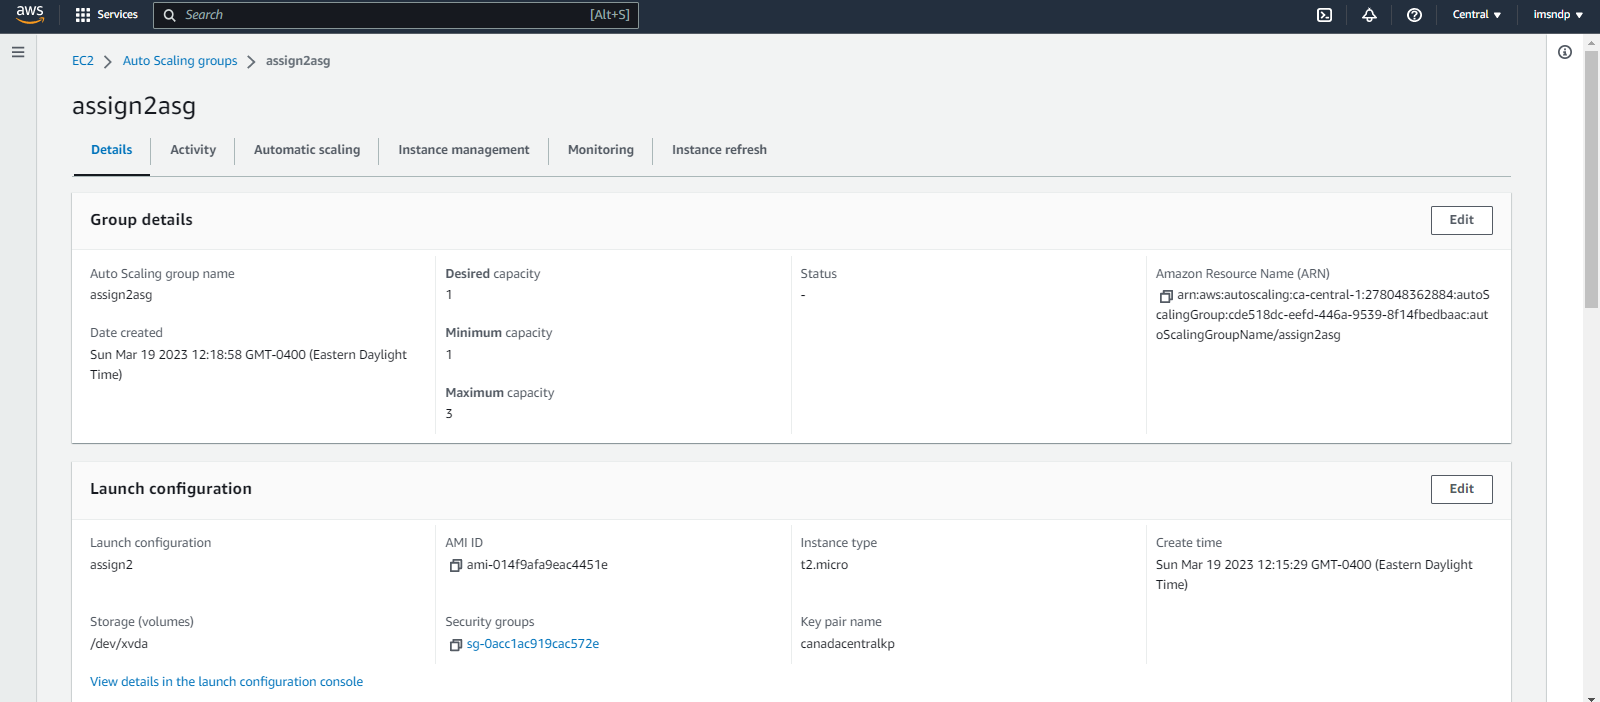 aws Services Search [Alt+S] Central imsndp
EC2 Auto Scaling groups assign2asg
assign2asg
Details Activity Automatic scaling Instance management Monitoring Instance refresh
Group details Edit
Auto Scaling group name
assign2asg
Date created
Sun Mar 19 2023 12:18:58 GMT-0400 (Eastern Daylight
Time)
Desired capacity
1
Minimum capacity
1
Maximum capacity
3
Status
-
Amazon Resource Name (ARN)
arn:aws:autoscaling:ca-central-1:278048362884:autoS
calingGroup:cde518dc-eefd-446a-9539-8f14fbedbaac:aut
oScalingGroupName/assign2asg
Launch configuration Edit
Launch configuration
assign2
AMI ID
ami-014f9afa9eac4451e
Instance type
t2.micro
Create time
Sun Mar 19 2023 12:15:29 GMT-0400 (Eastern Daylight
Time)
Storage (volumes)
/dev/xvda
Security groups
sg-0acc1ac919cac572e
Key pair name
canadacentralkp
View details in the launch configuration console